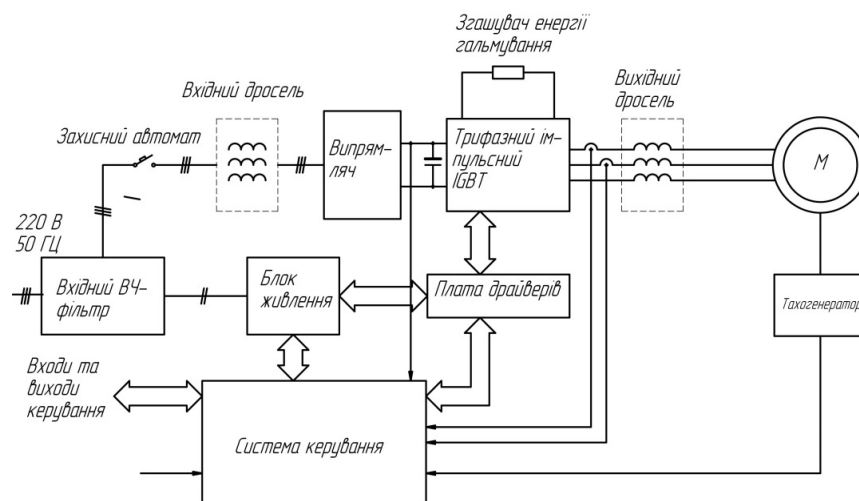 Згашувач енергії
гальмування
Вхідний дросель
Вихідний
дросель
Захисний автомат
Випрям-
ляч
Трифазний ім-
пульсний
IGBT
М
220 В
50 ГЦ
Вхідний ВЧ-
фільтр
Блок
живлення
Плата драйверів
Тахогенератор
Входи та
виходи
керування
Система керування